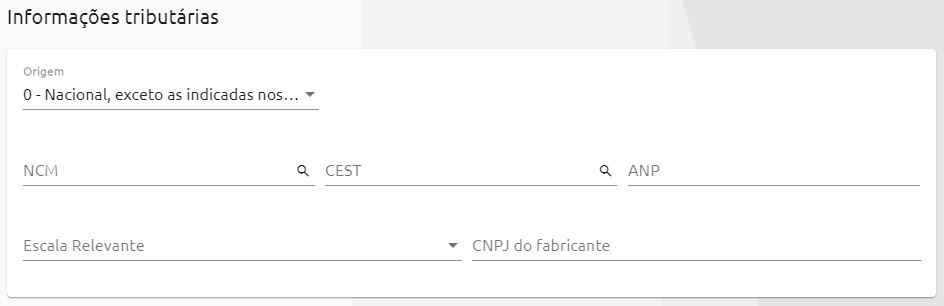 Informações tributárias
Origem
0 - Nacional, exceto as indicadas nos...
NCM
CEST
ANP
Escala Relevante
CNPJ do fabricante